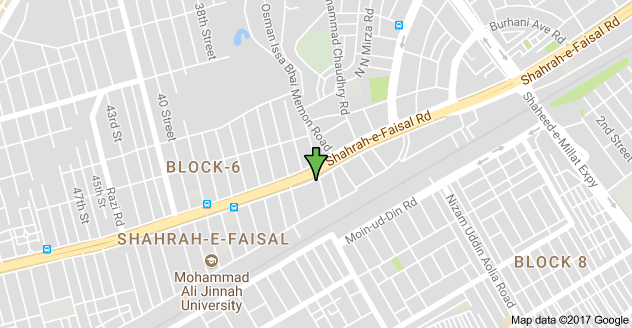 38th Street
Osman Issa
Bhai Memon Road
hammad Chaudhry Rd
N N Mirza Rd
Burhani Ave Rd
Shahrah-e-Faisal Rd
Shaheed-e-Millat Expy
2nd Street
43rd St
40 Street
Shahrah-e-Faisal Rd
BLOCK-6
45th St
47th St
Razi Rd
SHAHRAH-E-FAISAL
Moin-ud-Din Rd
Nizam Uddin Aolia Road
Mohammad
Ali Jinnah
University
BLOCK 8
Map data ©2017 Google